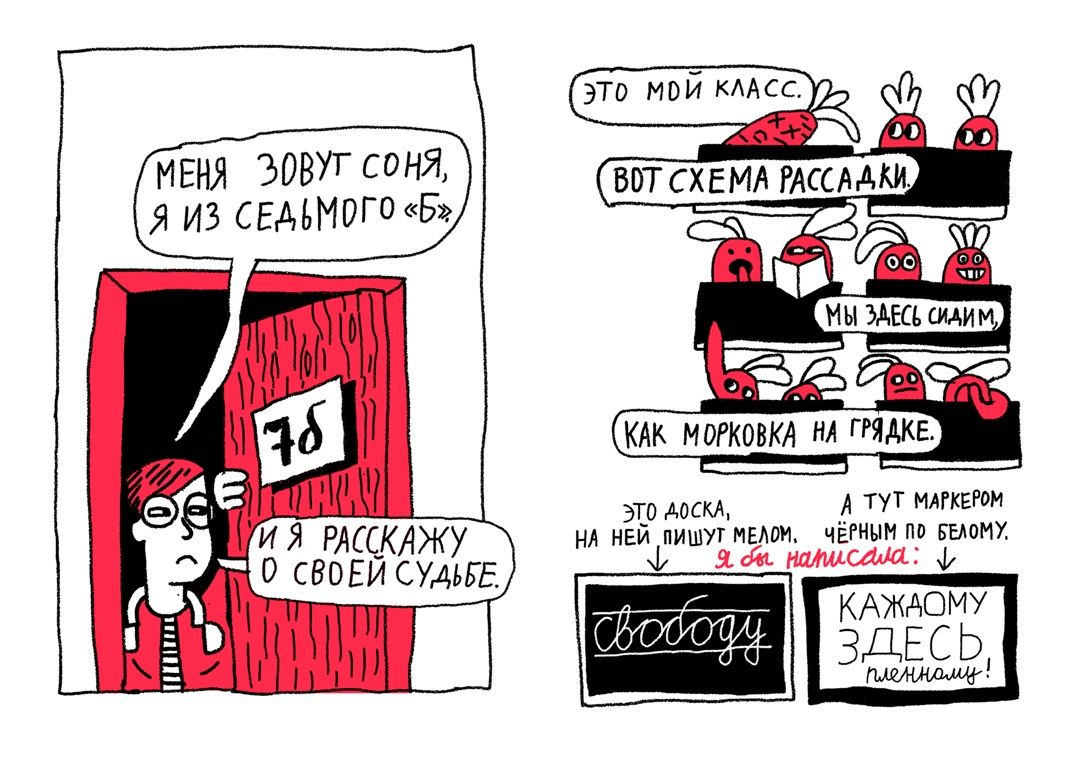 МЕНЯ ЗОВУТ СОНЯ,
Я ИЗ СЕДЬМОГО «Б»,
7б
И Я РАССКАЖУ
О СВОЕЙ СУДЬБЕ.
ЭТО МОЙ КЛАСС.
ВОТ СХЕМА РАССАДКИ.
МЫ ЗДЕСЬ СИДИМ,
КАК МОРКОВКА НА ГРЯДКЕ.
ЭТО ДОСКА,
НА НЕЙ ПИШУТ МЕЛОМ.
А ТУТ МАРКЕРОМ
ЧЁРНЫМ ПО БЕЛОМУ.
я бы написала:
свободу
КАЖДОМУ
ЗДЕСЬ
пленному!